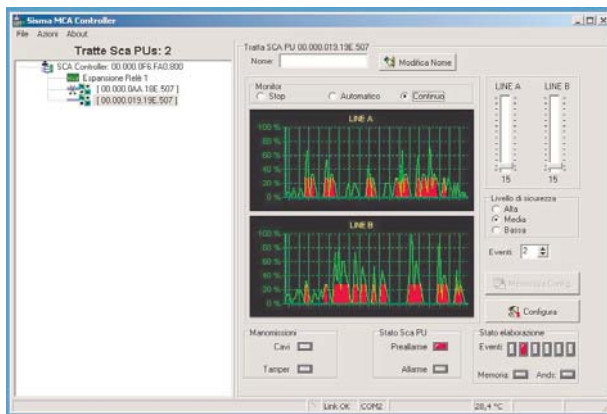 Sisma MCA Controller
File Azioni About
Tratte Sca PUs: 2
SCA Controller: 00.000.0F6.FA0.800
Espansione Relè 1
[ 00.000.0AA.18E.507 ]
[ 00.000.019.19E.507 ]
Tratta SCA PU 00.000.019.19E.507
Nome:
Modifica Nome
Monitor
Stop Automatico Continuo
LINE A
100 %
80 %
60 %
40 %
20 %
0 %
LINE B
100 %
80 %
60 %
40 %
20 %
0 %
LINE A LINE B
15 15
Livello di sicurezza
Alta
Media
Bassa
Eventi: 2
Memorizza Config.
Configura
Manomissioni
Cavi
Tamper
Stato Sca PU
Preallarme
Allarme
Stato elaborazione
Eventi
Memoria Andr.
Link OK COM2 28,4 °C